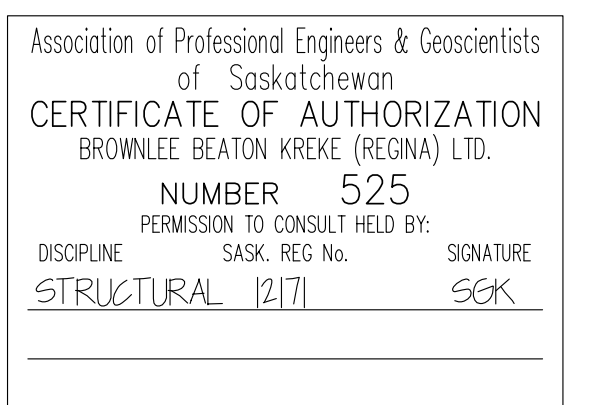 Association of Professional Engineers & Geoscientists
of Saskatchewan
CERTIFICATE OF AUTHORIZATION
BROWNLEE BEATON KREKE (REGINA) LTD.
NUMBER 525
PERMISSION TO CONSULT HELD BY:
DISCIPLINE SASK. REG No. SIGNATURE
STRUCTURAL 12171 SGK